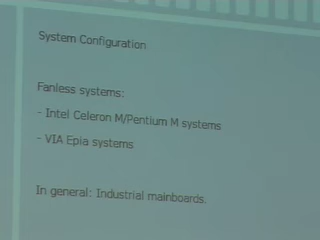 System Configuration
Fanless systems:
- Intel Celeron M/Pentium M systems
- VIA Epia systems
In general: Industrial mainboards.